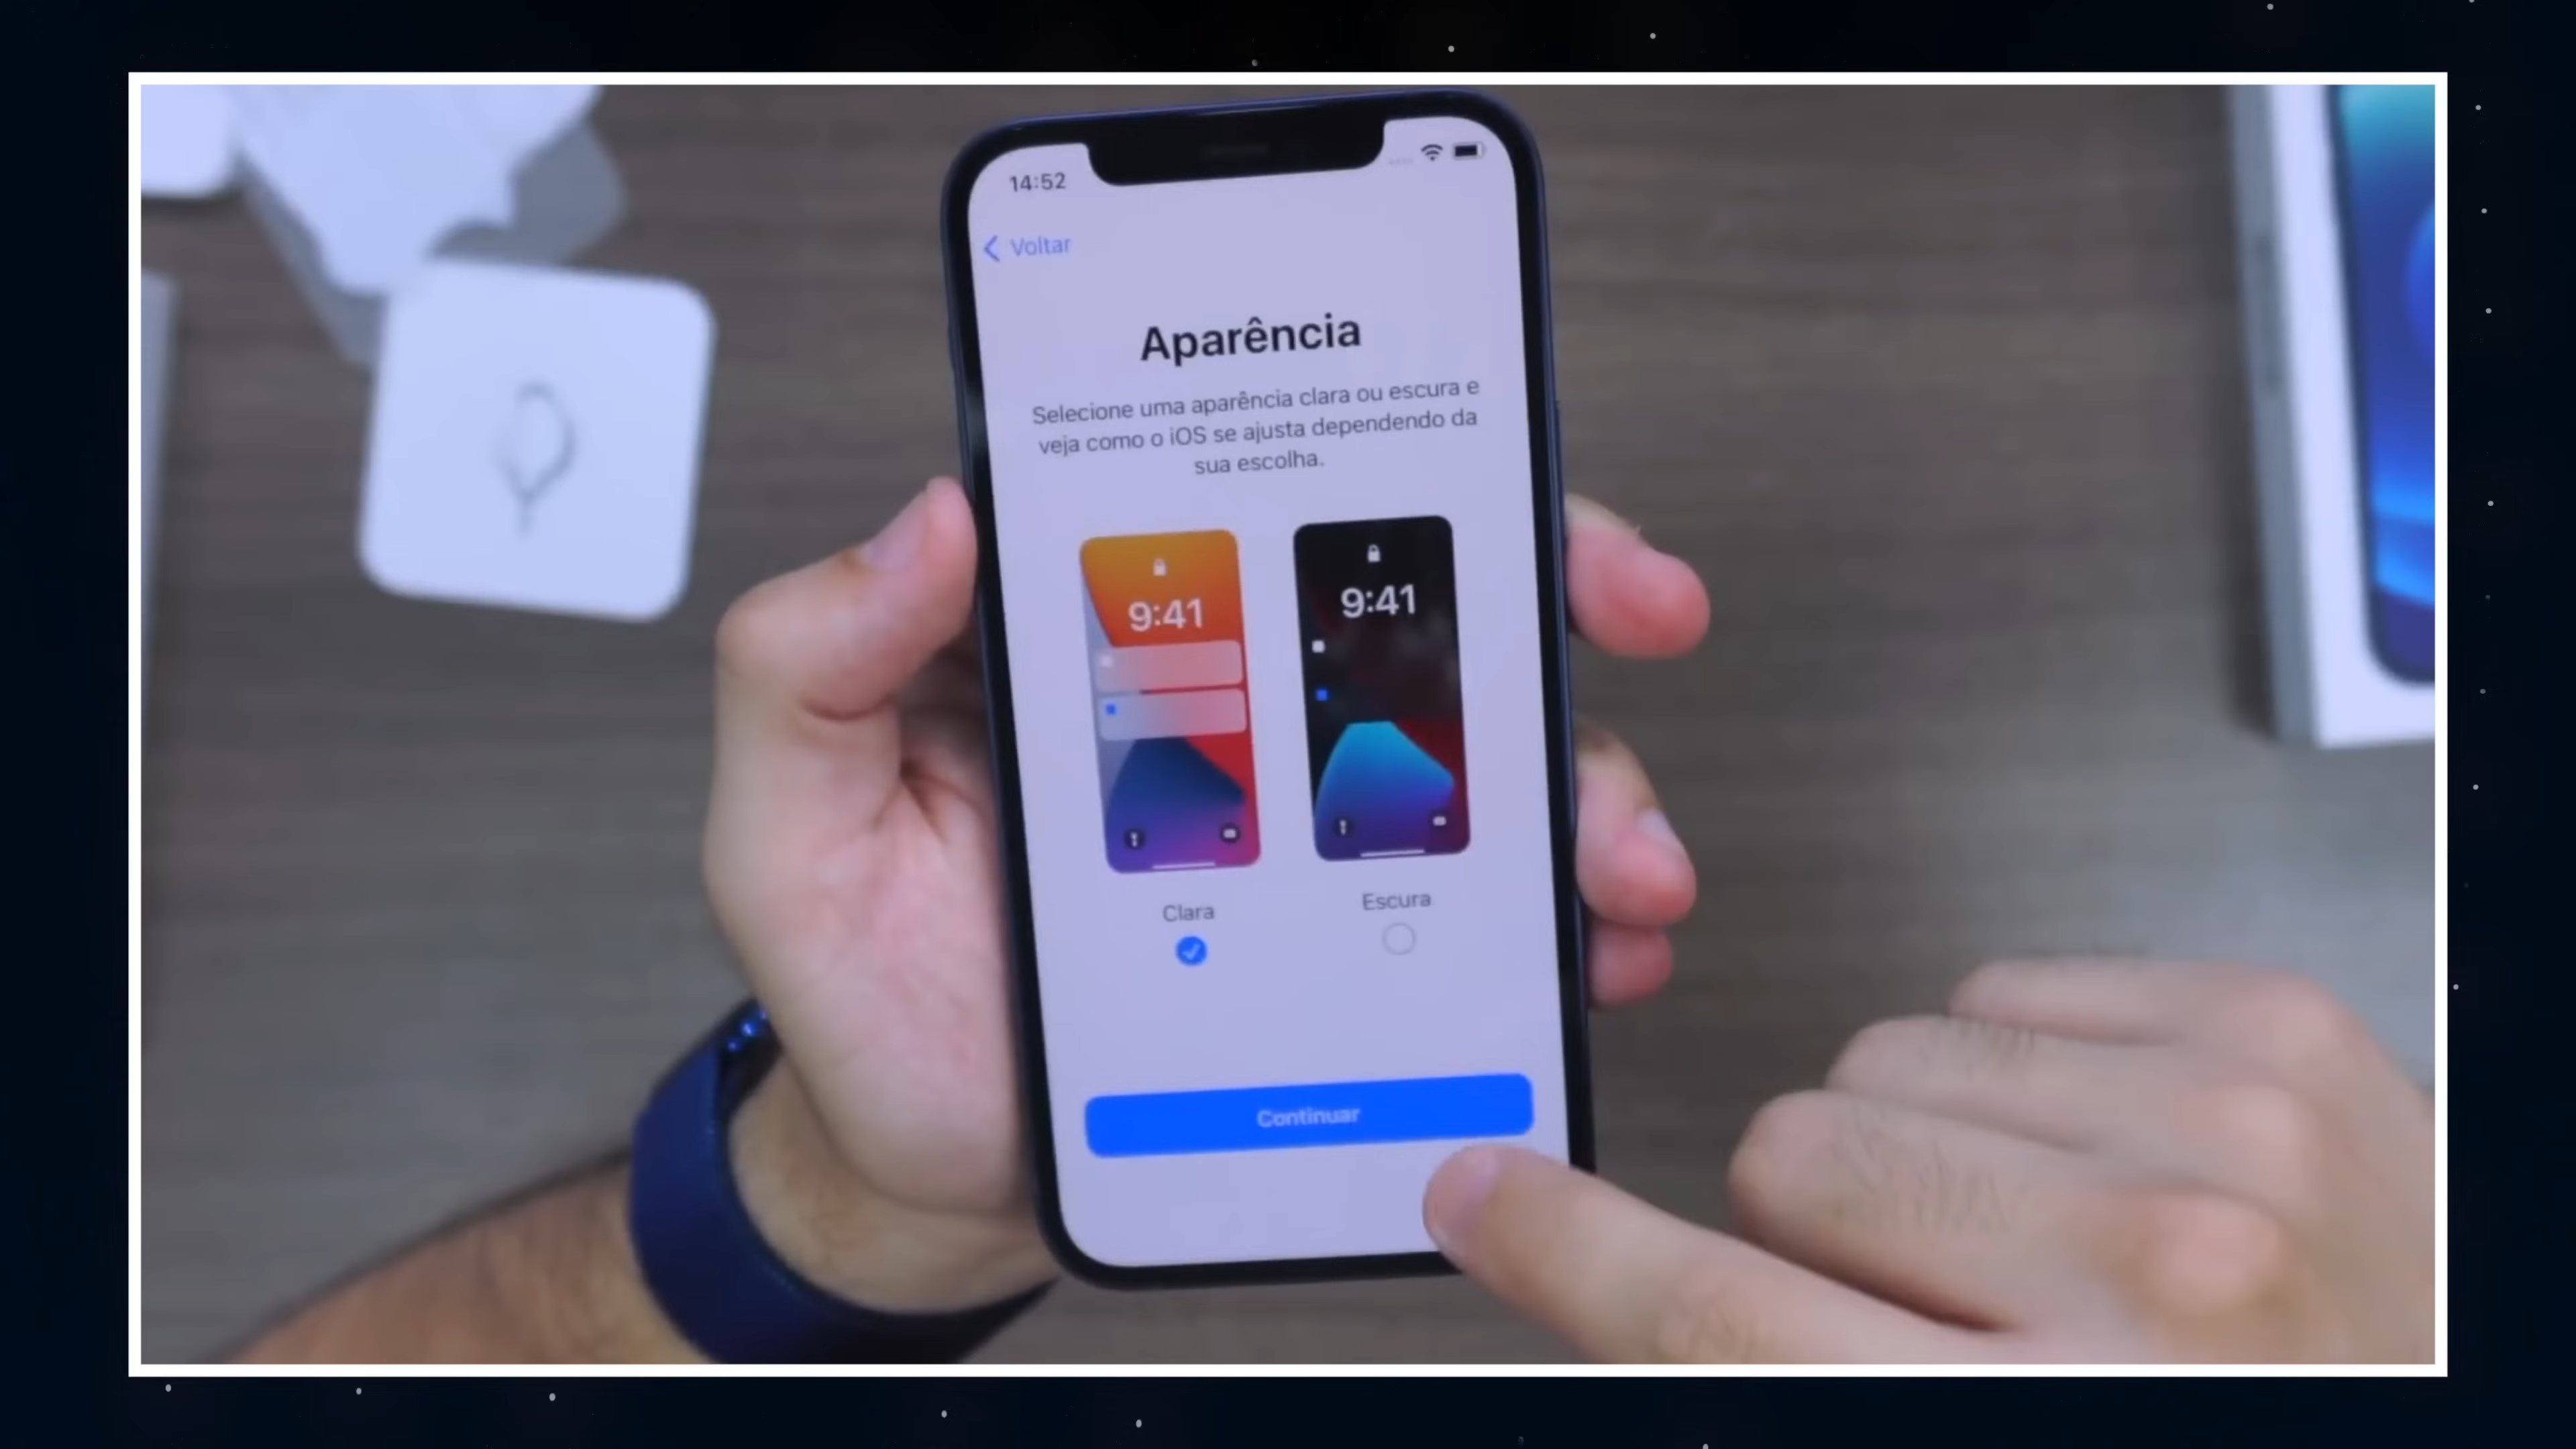 14:52
Voltar
Aparência
Selecione uma aparência clara ou escura e
veja como o iOS se ajusta dependendo da
sua escolha.
9:41
9:41
Clara
Escura
Continuar